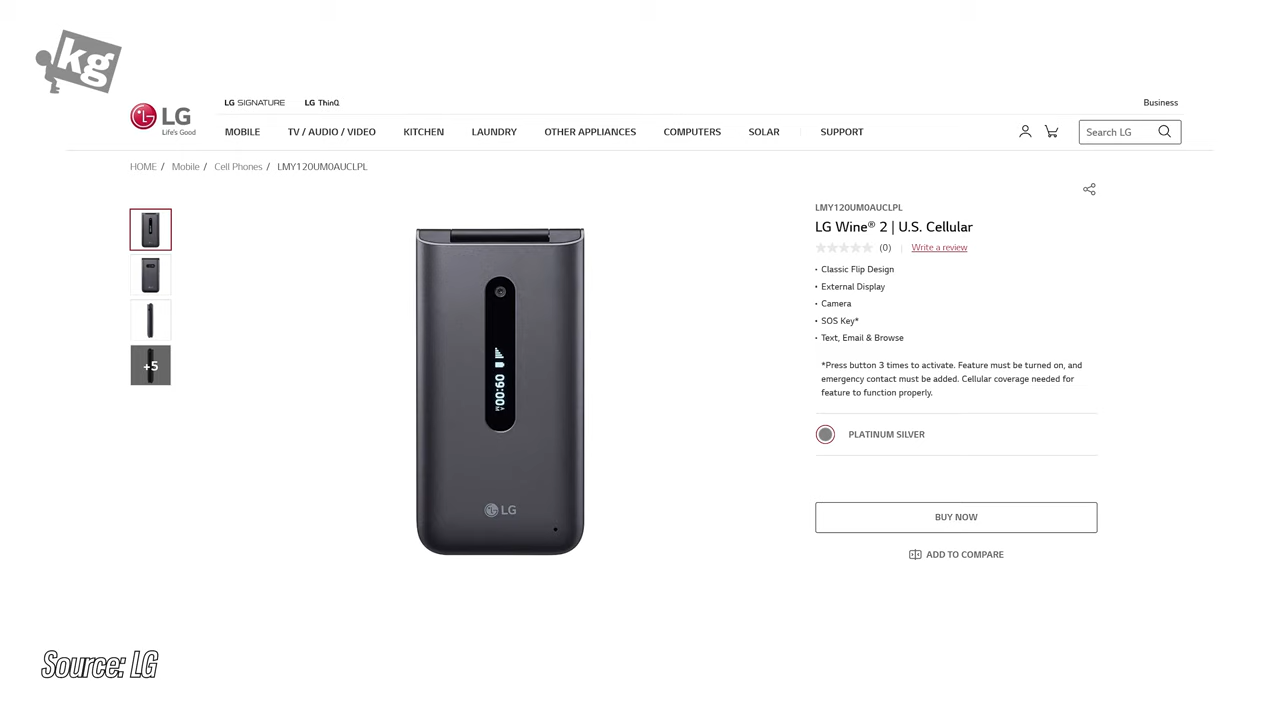 kg
LG SIGNATURE LG ThinQ Business
LG
Life's Good
MOBILE TV / AUDIO / VIDEO KITCHEN LAUNDRY OTHER APPLIANCES COMPUTERS SOLAR SUPPORT Search LG
HOME / Mobile / Cell Phones / LMY120UM0AUCLPL
+5
09:00
LG
LMY120UM0AUCLPL
LG Wine® 2 | U.S. Cellular
(0) Write a review
· Classic Flip Design
· External Display
· Camera
· SOS Key*
· Text, Email & Browse
*Press button 3 times to activate. Feature must be turned on, and
emergency contact must be added. Cellular coverage needed for
feature to function properly.
PLATINUM SILVER
BUY NOW
ADD TO COMPARE
Source: LG